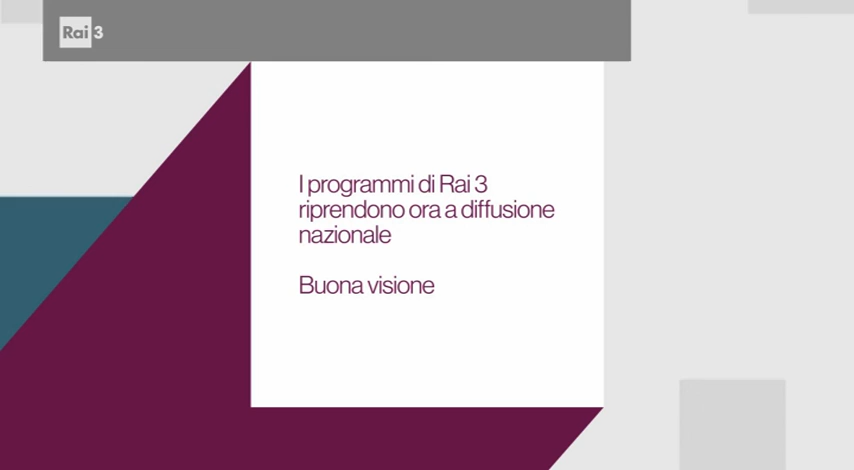 Rai 3
I programmi di Rai 3
riprendono ora a diffusione
nazionale
Buona visione